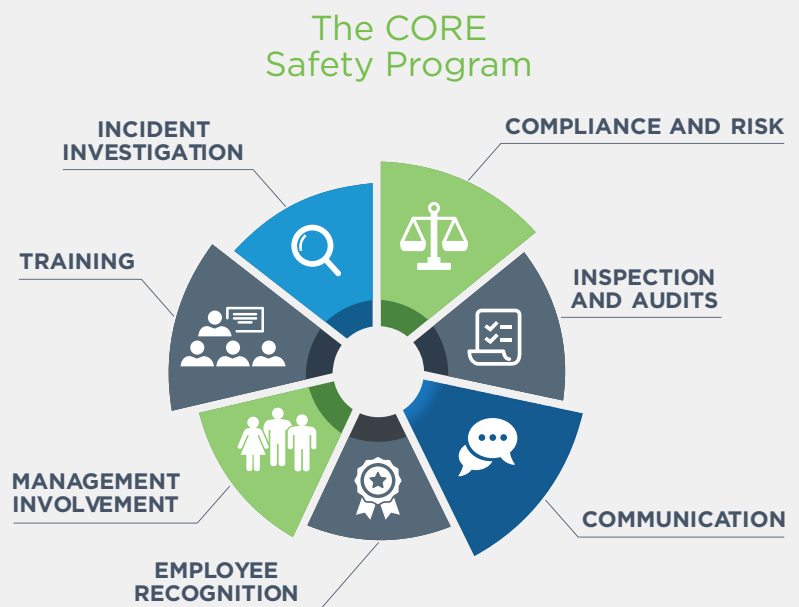 The CORE
Safety Program
INCIDENT
INVESTIGATION
COMPLIANCE AND RISK
TRAINING
INSPECTION
AND AUDITS
MANAGEMENT
INVOLVEMENT
COMMUNICATION
EMPLOYEE
RECOGNITION